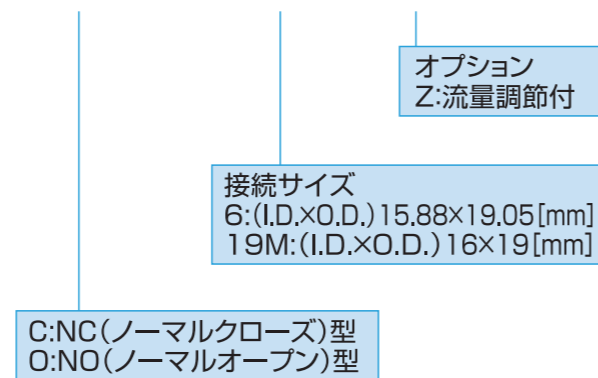 オプション
Z:流量調節付
接続サイズ
6:(I.D.×O.D.)15.88×19.05[mm]
19M:(I.D.×O.D.)16×19[mm]
C:NC(ノーマルクローズ)型
O:NO(ノーマルオープン)型